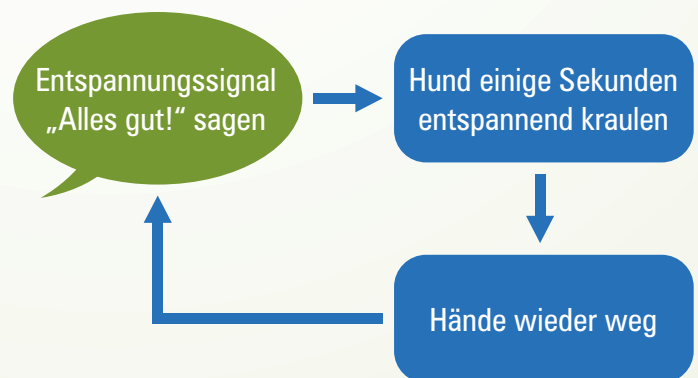 Entspannungssignal
„Alles gut!“ sagen
Hund einige Sekunden
entspannend kraulen
Hände wieder weg